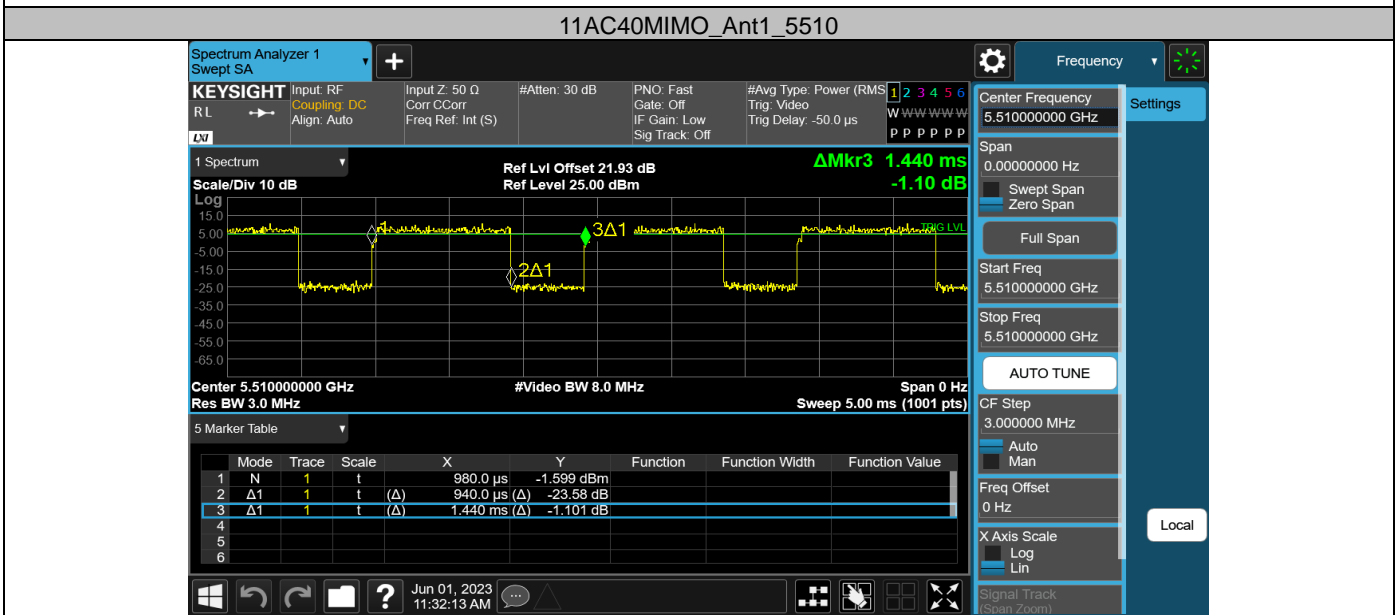 11AC40MIMO_Ant1_5510
Spectrum Analyzer 1
Swept SA
Frequency
KEYSIGHT
RL
LXI
Input: RF
Coupling: DC
Align: Auto
Input Z: 50 Ω
Corr CCorr
Freq Ref: Int (S)
#Atten: 30 dB
PNO: Fast
Gate: Off
IF Gain: Low
Sig Track: Off
#Avg Type: Power (RMS
Trig: Video
Trig Delay: -50.0 µs
1 2 3 4 5 6
W W W W W W
P P P P P P
Center Frequency
5.510000000 GHz
Settings
Span
0.00000000 Hz
Swept Span
Zero Span
Full Span
Start Freq
5.510000000 GHz
Stop Freq
5.510000000 GHz
AUTO TUNE
CF Step
3.000000 MHz
Auto
Man
Freq Offset
0 Hz
X Axis Scale
Log
Lin
Signal Track
(Span Zoom)
Local
1 Spectrum
Scale/Div 10 dB
Ref Lvl Offset 21.93 dB
Ref Level 25.00 dBm
ΔMkr3 1.440 ms
-1.10 dB
Log
15.0
5.00
-5.00
-15.0
-25.0
-35.0
-45.0
-55.0
-65.0
1
2Δ1
3Δ1
TRIG LVL
Center 5.510000000 GHz
#Video BW 8.0 MHz
Span 0 Hz
Res BW 3.0 MHz
Sweep 5.00 ms (1001 pts)
5 Marker Table
Mode Trace Scale X Y Function Function Width Function Value
1 N 1 t 980.0 µs -1.599 dBm
2 Δ1 1 t (Δ) 940.0 µs (Δ) -23.58 dB
3 Δ1 1 t (Δ) 1.440 ms (Δ) -1.101 dB
4
5
6
?
Jun 01, 2023
11:32:13 AM